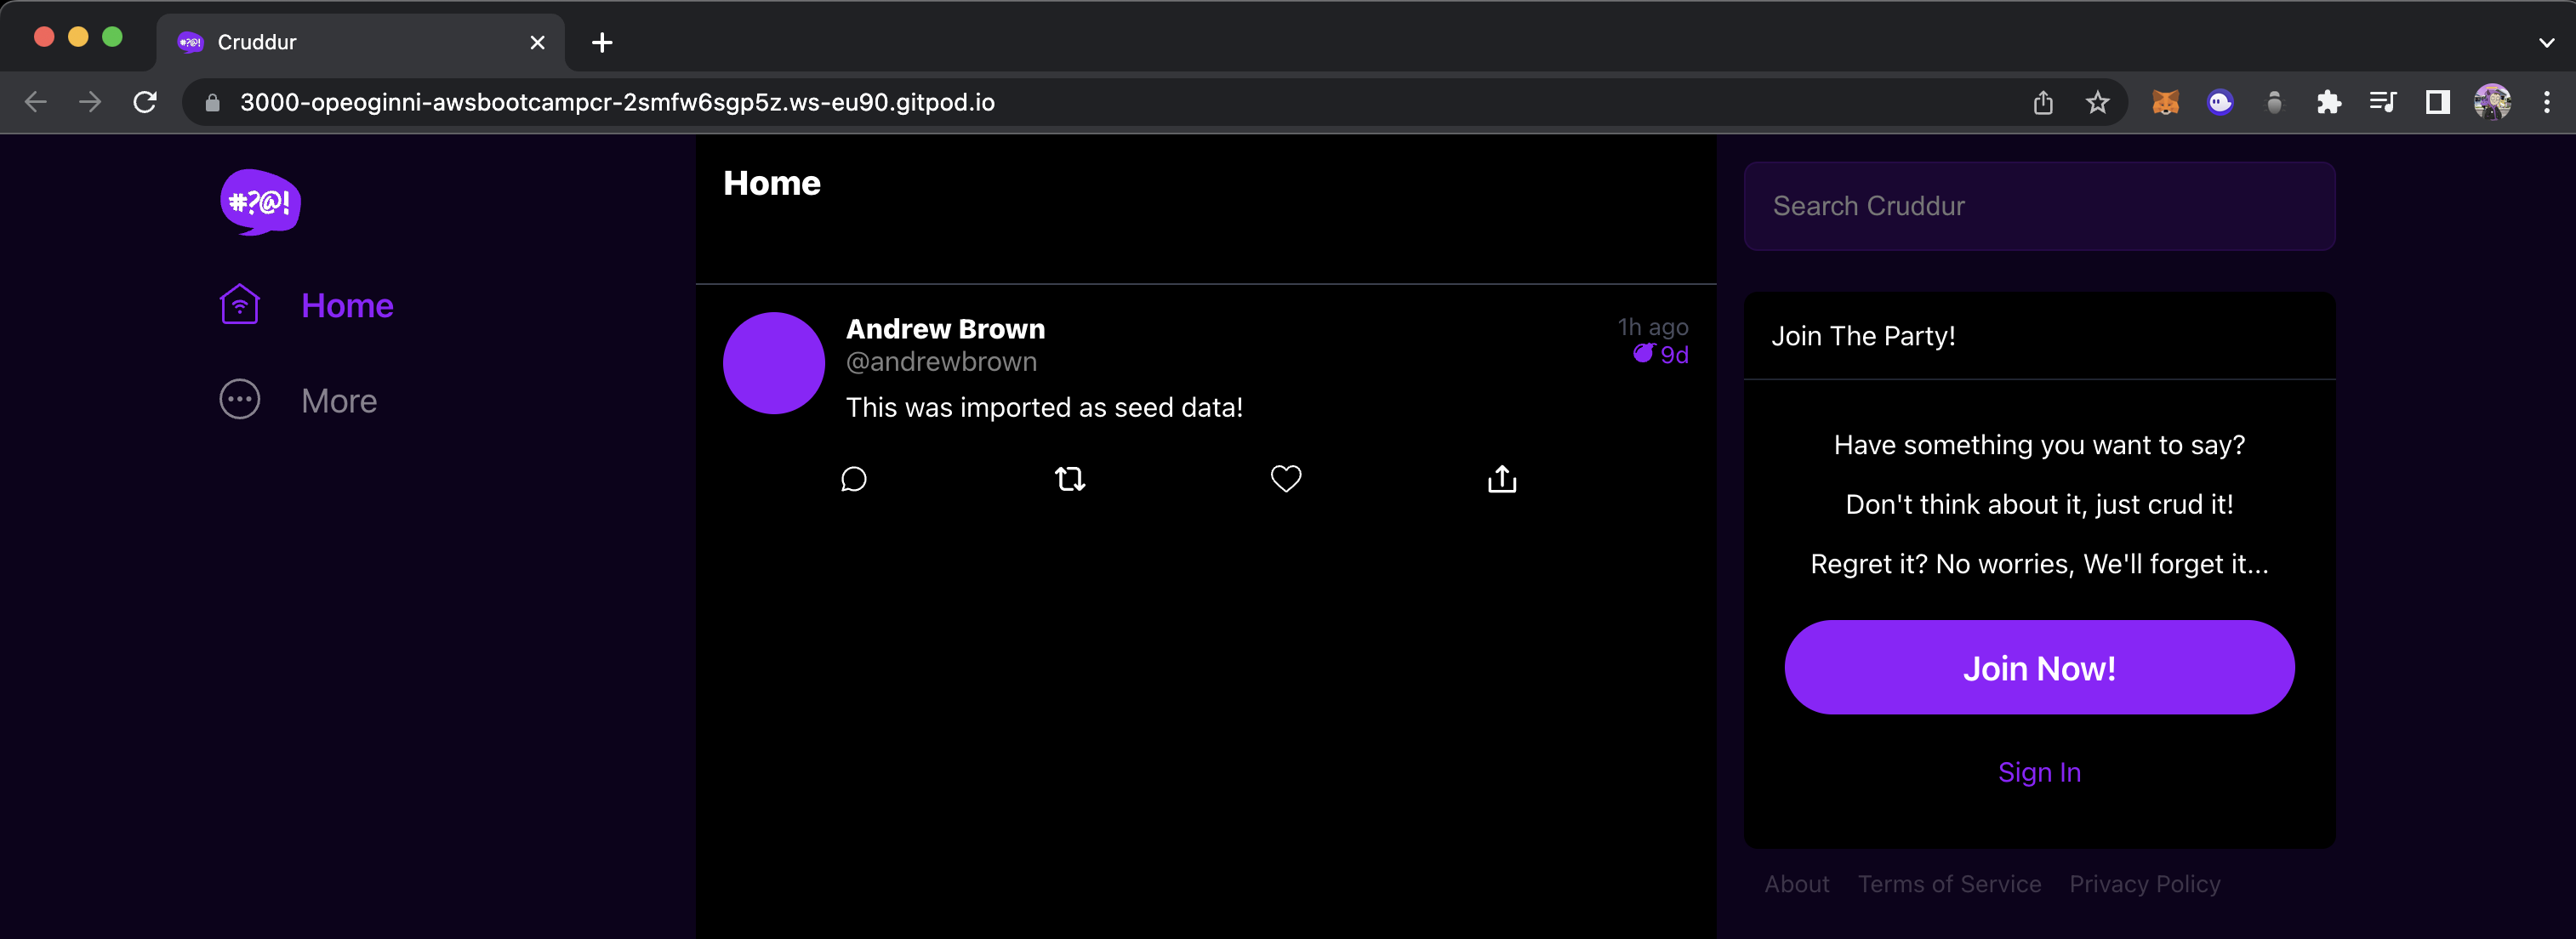 Cruddur
3000-opeoginni-awsbootcampcr-2smfw6sgp5z.ws-eu90.gitpod.io
#?@!
Home
More
Home
Andrew Brown
@andrewbrown
1h ago
9d
This was imported as seed data!
Search Cruddur
Join The Party!
Have something you want to say?
Don't think about it, just crud it!
Regret it? No worries, We'll forget it...
Join Now!
Sign In
About Terms of Service Privacy Policy